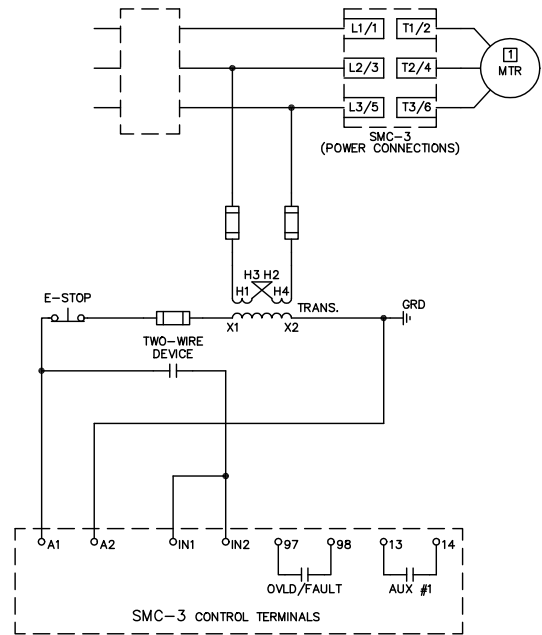 L1/1 T1/2
1
L2/3 T2/4 MTR
L3/5 T3/6
SMC-3
(POWER CONNECTIONS)
H3 H2
H1 H4
E-STOP
TRANS.
GRD
X1 X2
TWO-WIRE
DEVICE
A1 A2 IN1 IN2 97 98 13 14
OVLD/FAULT AUX #1
SMC-3 CONTROL TERMINALS